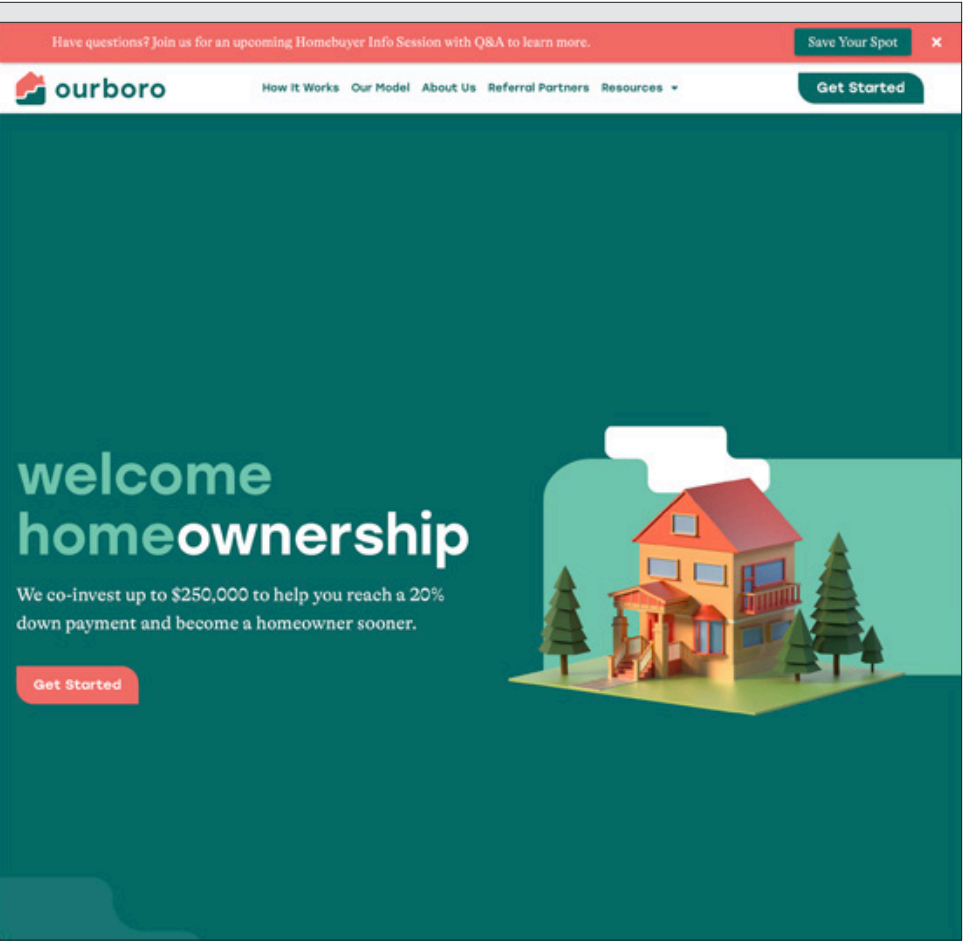 Have questions? Join us for an upcoming Homebuyer Info Session with Q&A to learn more.
Save Your Spot
×
ourboro
How It Works
Our Model
About Us
Referral Partners
Resources
Get Started
welcome
homeownership
We co-invest up to $250,000 to help you reach a 20%
down payment and become a homeowner sooner.
Get Started